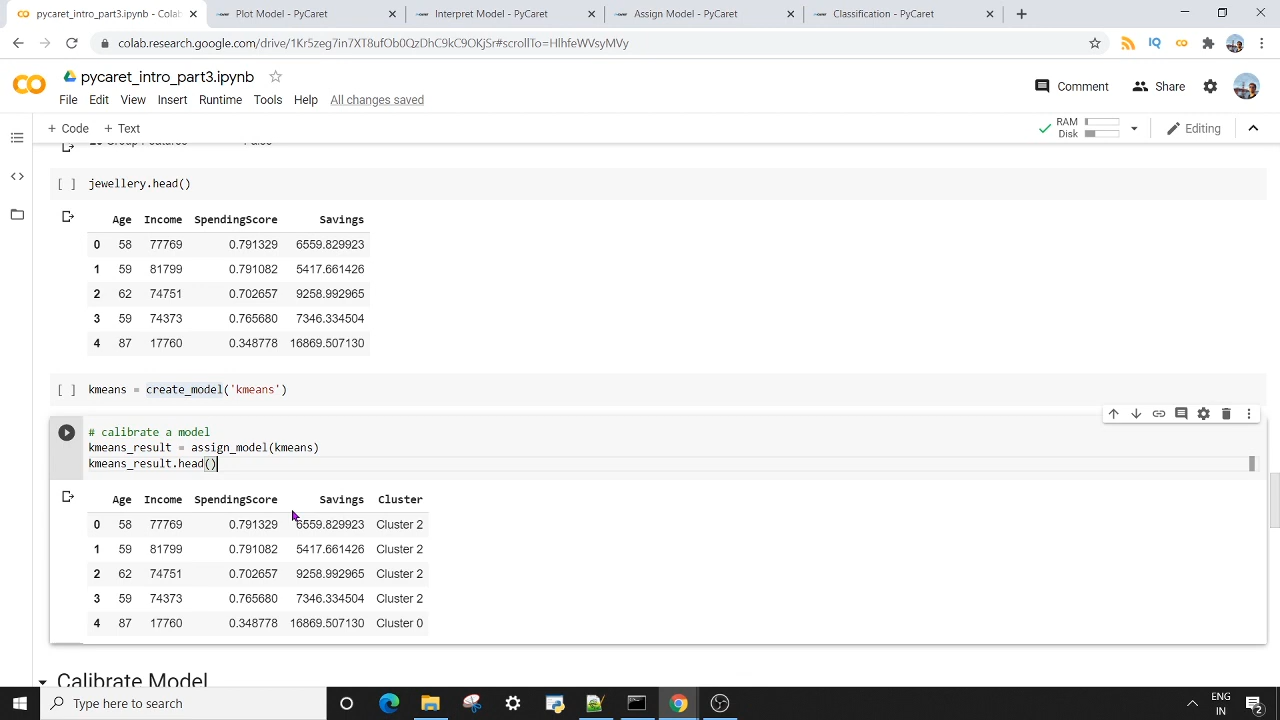 pycaret_intro_part3.ipynb - Colab
Plot Model - PyCaret
Interpret Model - PyCaret
Assign Model - PyCaret
Classification - PyCaret
colab.research.google.com/drive/1Kr5zeg7in7XT8ufOb0QzDhC9kC9OKjSr#scrollTo=HlhfeWVsyMVy
pycaret_intro_part3.ipynb
Comment
Share
File Edit View Insert Runtime Tools Help All changes saved
+ Code + Text
RAM
Disk
Editing
[ ] jewellery.head()
Age Income SpendingScore Savings
0 58 77769 0.791329 6559.829923
1 59 81799 0.791082 5417.661426
2 62 74751 0.702657 9258.992965
3 59 74373 0.765680 7346.334504
4 87 17760 0.348778 16869.507130
[ ] kmeans = create_model('kmeans')
# calibrate a model
kmeans_result = assign_model(kmeans)
kmeans_result.head()
Age Income SpendingScore Savings Cluster
0 58 77769 0.791329 6559.829923 Cluster 2
1 59 81799 0.791082 5417.661426 Cluster 2
2 62 74751 0.702657 9258.992965 Cluster 2
3 59 74373 0.765680 7346.334504 Cluster 2
4 87 17760 0.348778 16869.507130 Cluster 0
Calibrate Model
Type here to search
ENG
IN
2